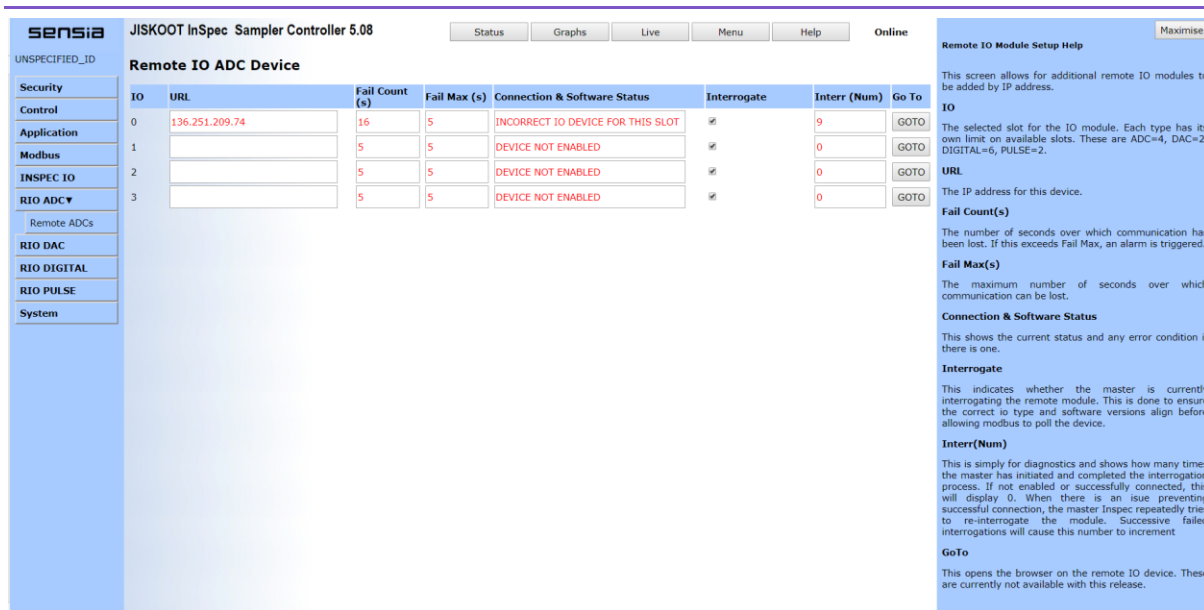 sensia
JISKOOT InSpec Sampler Controller 5.08
Status Graphs Live Menu Help Online
Maximise
UNSPECIFIED_ID
Security
Control
Application
Modbus
INSPEC IO
RIO ADC▼
Remote ADCs
RIO DAC
RIO DIGITAL
RIO PULSE
System
Remote IO ADC Device
IO URL Fail Count (s) Fail Max (s) Connection & Software Status Interrogate Interr (Num) Go To
0 136.251.209.74 16 5 INCORRECT IO DEVICE FOR THIS SLOT 9 GOTO
1 5 5 DEVICE NOT ENABLED 0 GOTO
2 5 5 DEVICE NOT ENABLED 0 GOTO
3 5 5 DEVICE NOT ENABLED 0 GOTO
Remote IO Module Setup Help
This screen allows for additional remote IO modules to
be added by IP address.
IO
The selected slot for the IO module. Each type has its
own limit on available slots. These are ADC=4, DAC=2
DIGITAL=6, PULSE=2.
URL
The IP address for this device.
Fail Count(s)
The number of seconds over which communication has
been lost. If this exceeds Fail Max, an alarm is triggered.
Fail Max(s)
The maximum number of seconds over which
communication can be lost.
Connection & Software Status
This shows the current status and any error condition i
there is one.
Interrogate
This indicates whether the master is currently
interrogating the remote module. This is done to ensure
the correct io type and software versions align before
allowing modbus to poll the device.
Interr(Num)
This is simply for diagnostics and shows how many times
the master has initiated and completed the interrogation
process. If not enabled or successfully connected, this
will display 0. When there is an isue preventing
successful connection, the master Inspec repeatedly tries
to re-interrogate the module. Successive failed
interrogations will cause this number to increment
GoTo
This opens the browser on the remote IO device. These
are currently not available with this release.